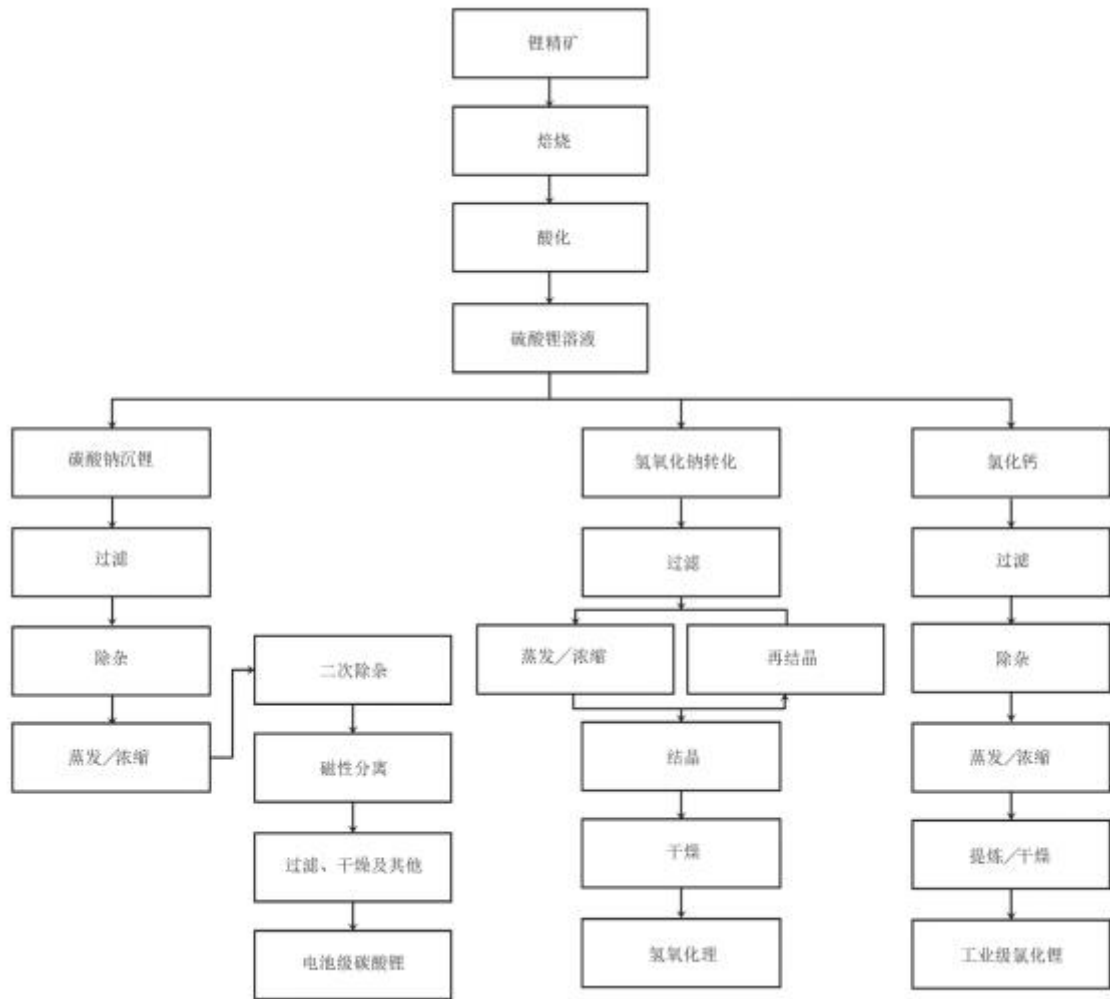 锂精矿
焙烧
酸化
硫酸锂溶液
碳酸钠沉锂
过滤
除杂
蒸发/浓缩
二次除杂
磁性分离
过滤、干燥及其他
电池级碳酸锂
氢氧化钠转化
过滤
蒸发/浓缩
再结晶
结晶
干燥
氢氧化理
氯化钙
过滤
除杂
蒸发/浓缩
提炼/干燥
工业级氯化锂